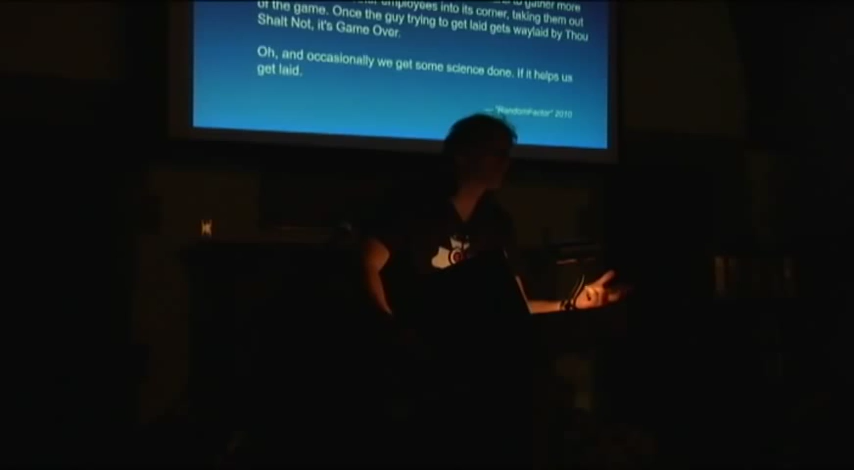 employees into its corner, taking them out
of the game. Once the guy trying to get laid gets waylaid by Thou
Shalt Not, it's Game Over.
Oh, and occasionally we get some science done. If it helps us
get laid.
— "RandomFactor" 2010